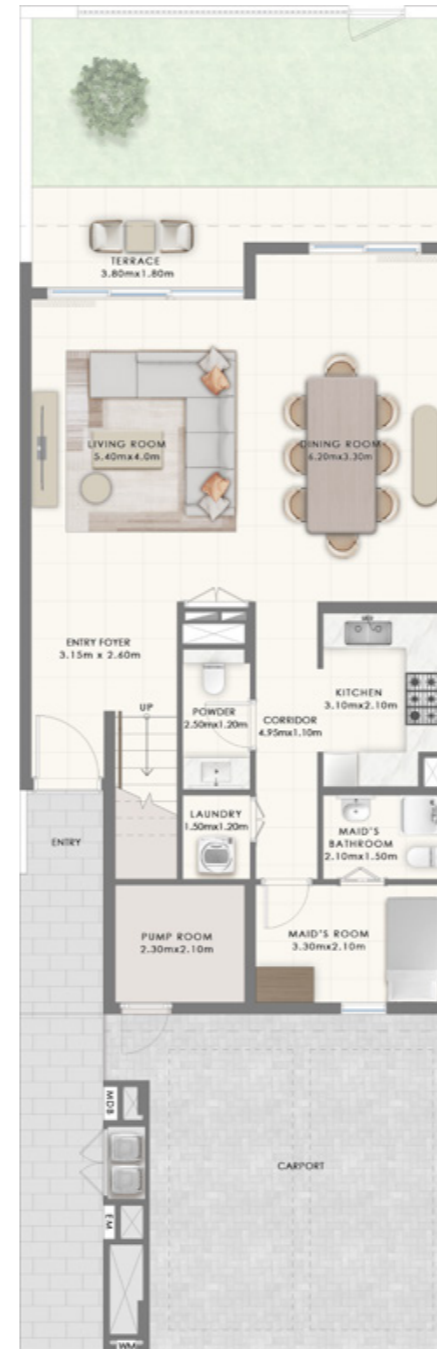 TERRACE
3.80mx1.80m
LIVING ROOM
5.40mx4.0m
DINING ROOM
6.20mx3.30m
ENTRY FOYER
3.15m x 2.60m
UP
POWDER
2.50mx1.20m
CORRIDOR
4.95mx1.10m
KITCHEN
3.10mx2.10m
LAUNDRY
1.50mx1.20m
MAID'S
BATHROOM
2.10mx1.50m
ENTRY
PUMP ROOM
2.30mx2.10m
MAID'S ROOM
3.30mx2.10m
MDB
CARPORT
EM
WM